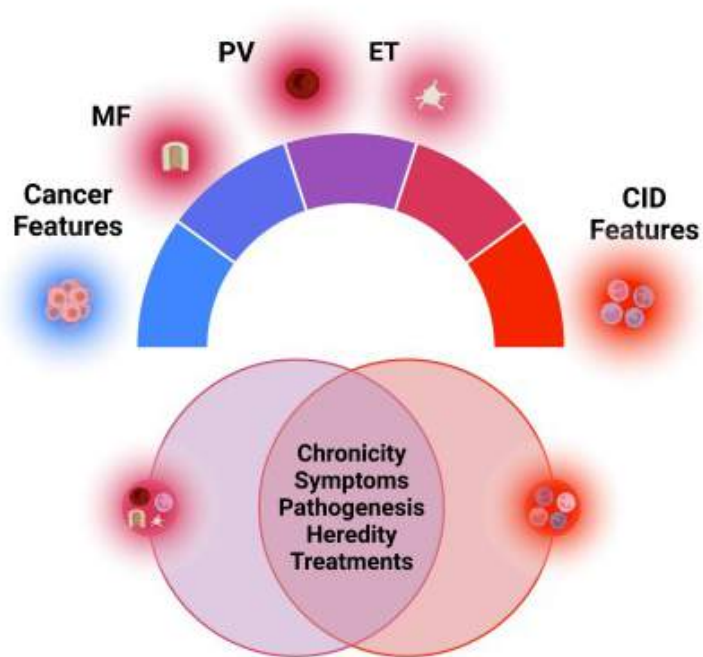 PV
ET
MF
Cancer
Features
CID
Features
Chronicity
Symptoms
Pathogenesis
Heredity
Treatments